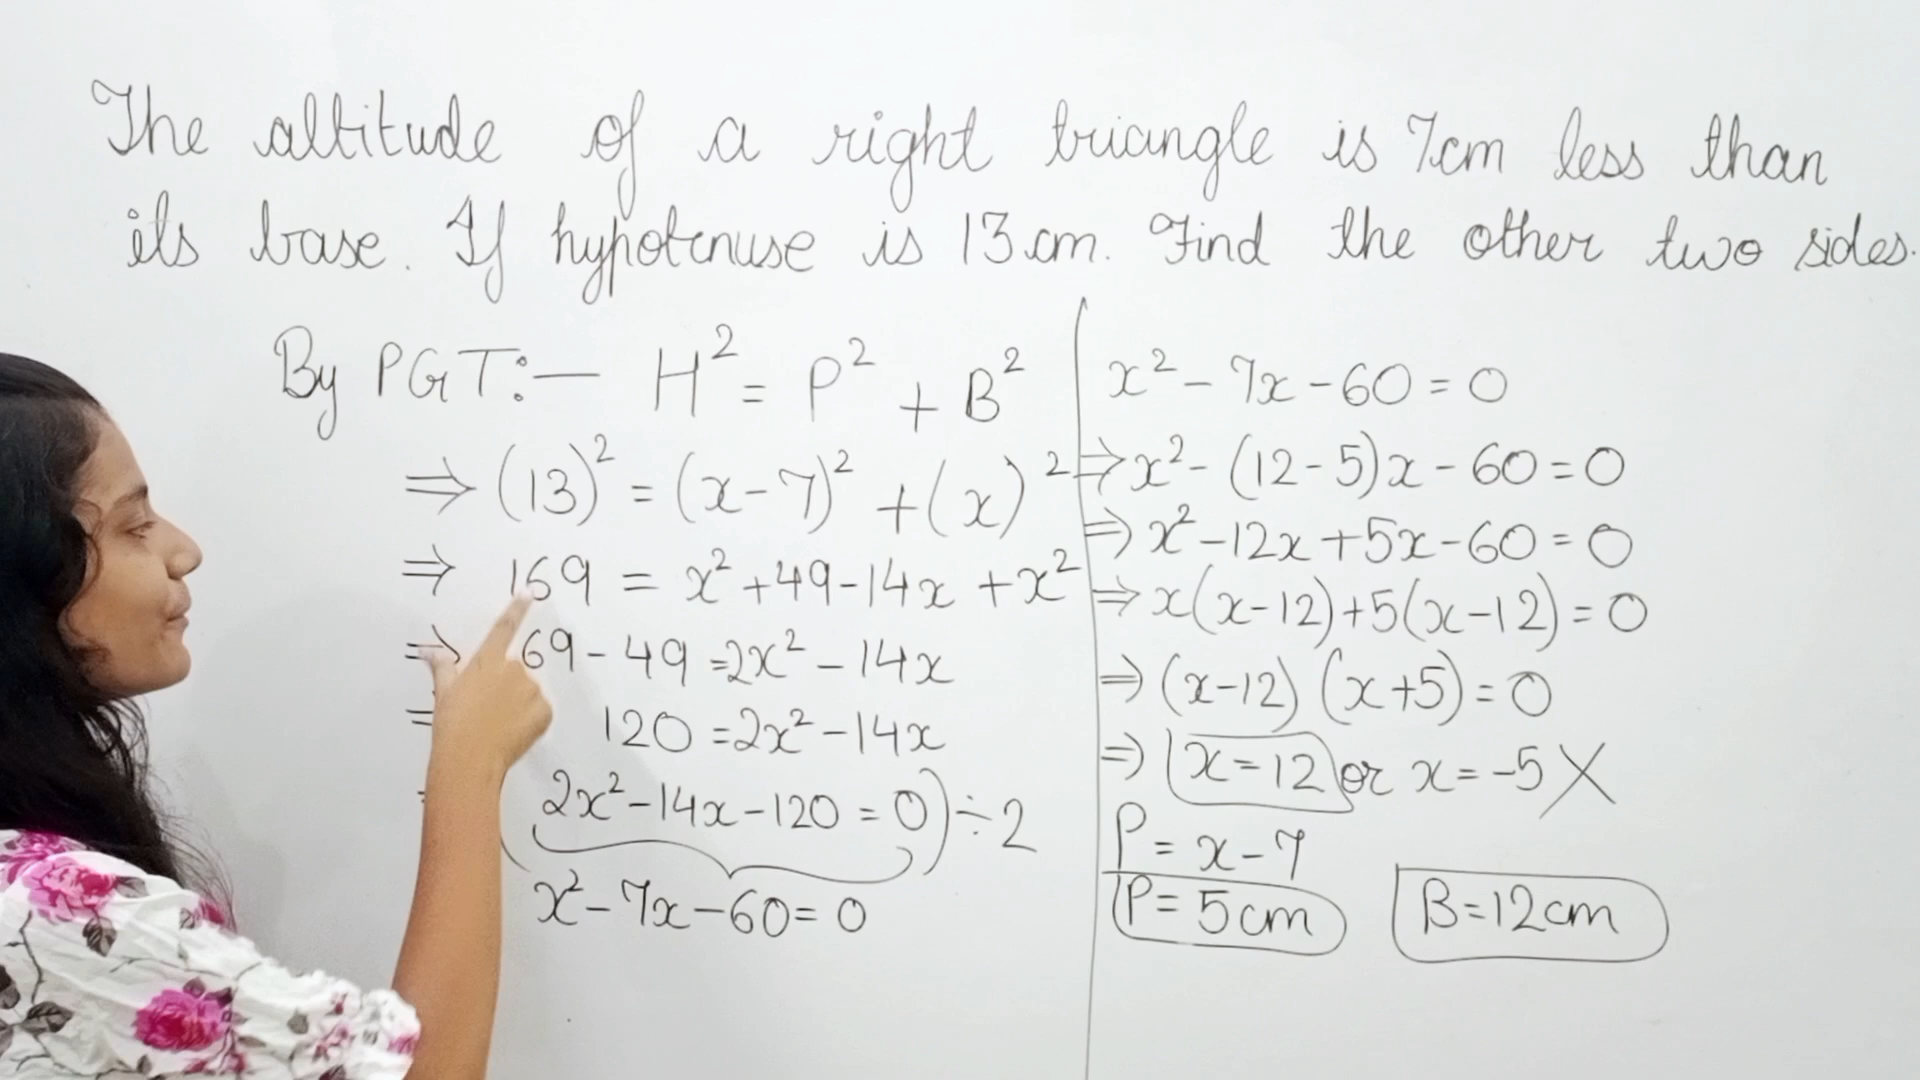 The altitude of a right triangle is 7cm less than
its base. If hypotenuse is 13 cm. Find the other two sides.
By PGT:— H² = P² + B²
⇒ (13)² = (x-7)² + (x)²
⇒ 169 = x²+49-14x+x²
⇒ 69-49=2x²-14x
= 120=2x²-14x
(2x²-14x-120=0)÷2
x²-7x-60=0
x²-7x-60=0
⇒x²-(12-5)x-60=0
⇒x²-12x+5x-60=0
⇒x(x-12)+5(x-12)=0
⇒(x-12)(x+5)=0
⇒ x=12 or x=-5 X
P=x-7
P=5cm B=12cm